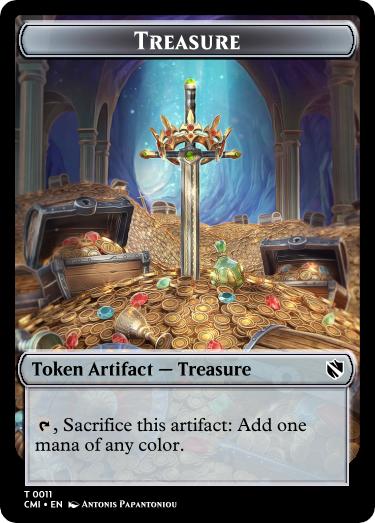 Treasure
Token Artifact — Treasure
, Sacrifice this artifact: Add one
mana of any color.
T 0011
CMI • EN Antonis Papantoniou